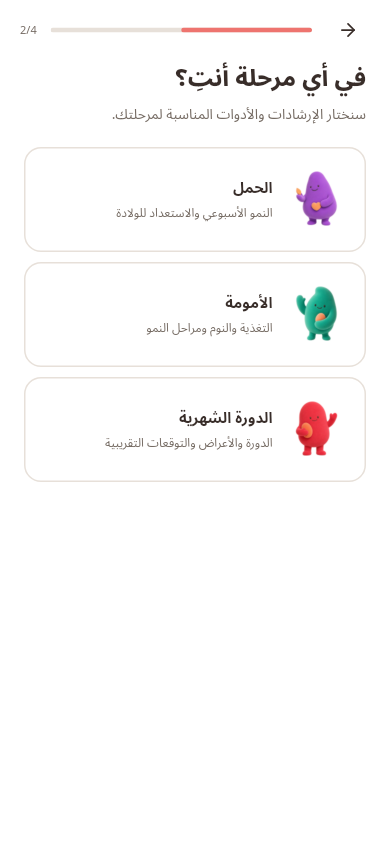 2/4
في أي مرحلة أنتِ؟
سنختار الإرشادات والأدوات المناسبة لمرحلتك.
الحمل
النمو الأسبوعي والاستعداد للولادة
الأمومة
التغذية والنوم ومراحل النمو
الدورة الشهرية
الدورة والأعراض والتوقعات التقريبية